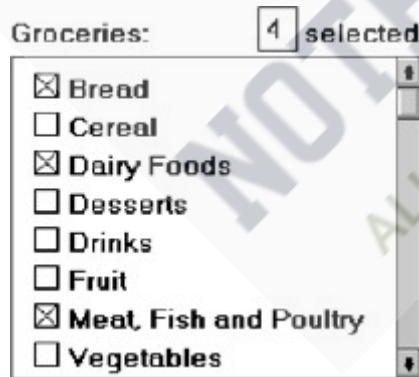 Groceries: 4 selected
Bread
Cereal
Dairy Foods
Desserts
Drinks
Fruit
Meat, Fish and Poultry
Vegetables